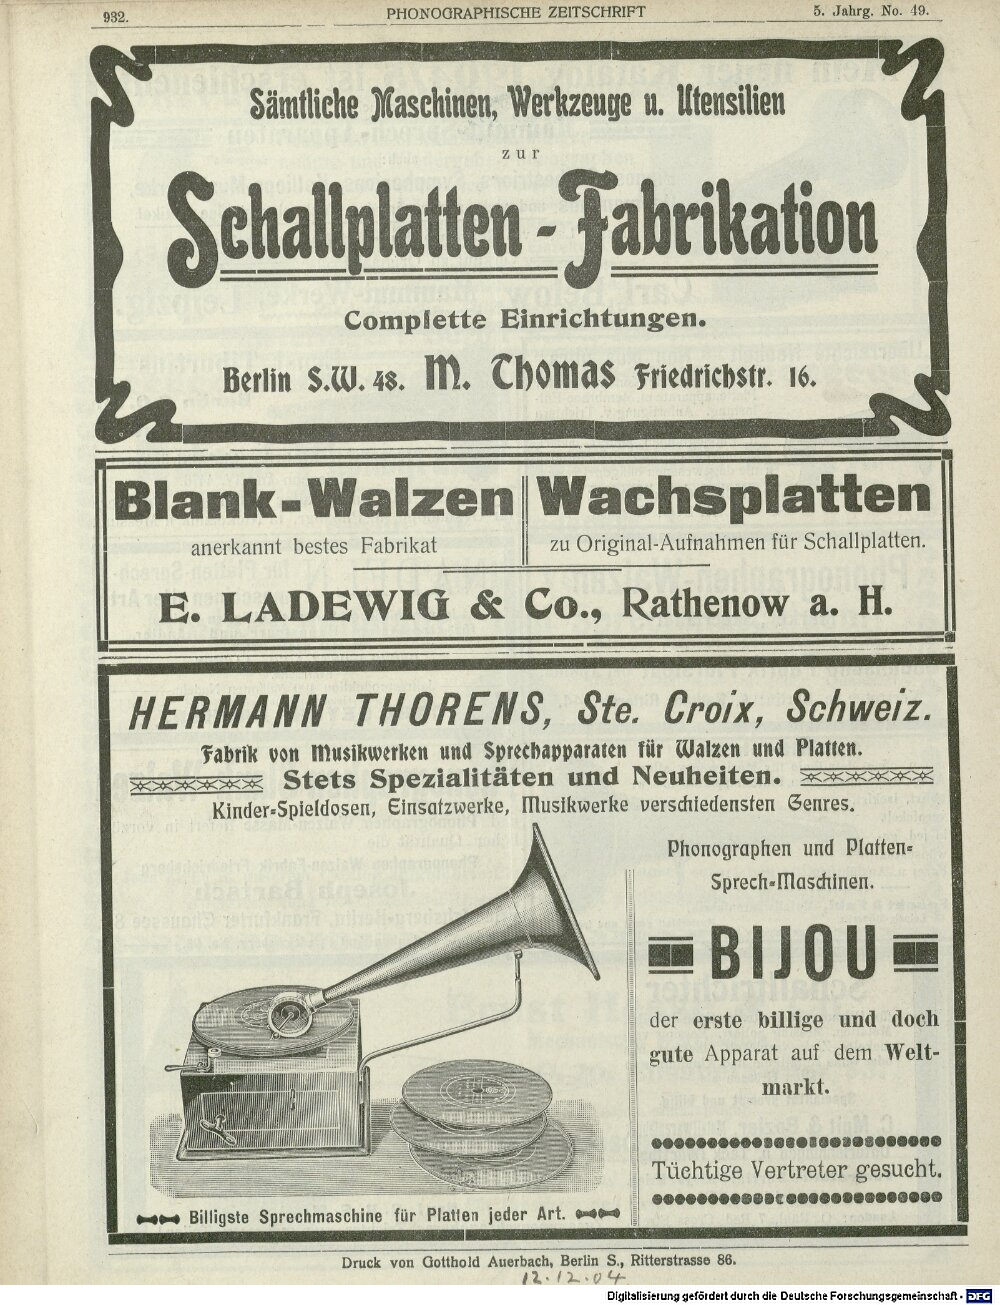 932.
PHONOGRAPHISCHE ZEITSCHRIFT
5. Jahrg. No. 49.
Sämtliche Maschinen, Werkzeuge u. Utensilien
zur
Schallplatten-Fabrikation
Complette Einrichtungen.
Berlin S.W. 48. M. Thomas Friedrichstr. 16.
Blank-Walzen
anerkannt bestes Fabrikat
Wachsplatten
zu Original-Aufnahmen für Schallplatten.
E. LADEWIG & Co., Rathenow a. H.
HERMANN THORENS, Ste. Croix, Schweiz.
Fabrik von Musikwerken und Sprechapparaten für Walzen und Platten.
Stets Spezialitäten und Neuheiten.
Kinder-Spieldosen, Einsatzwerke, Musikwerke verschiedensten Genres.
Phonographen und Platten-
Sprech-Maschinen.
BIJOU
der erste billige und doch
gute Apparat auf dem Welt-
markt.
Tüchtige Vertreter gesucht.
Billigste Sprechmaschine für Platten jeder Art.
Druck von Gotthold Auerbach, Berlin S., Ritterstrasse 86.
12.12.04
Digitalisierung gefördert durch die Deutsche Forschungsgemeinschaft - DFG